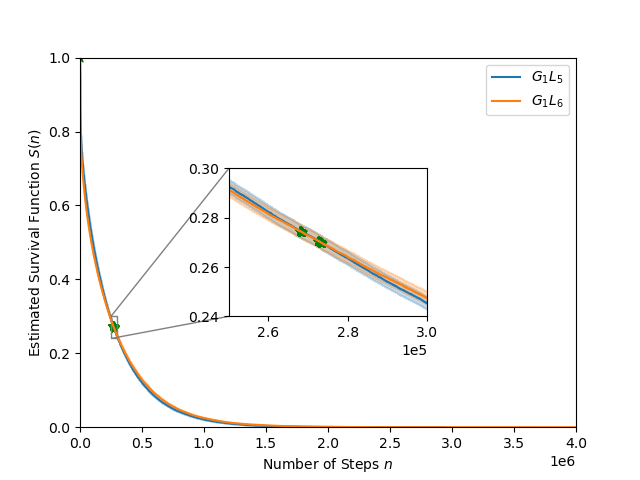 Estimated Survival Function S(n)
1.0
0.8
0.6
0.4
0.2
0.0
G₁L₅
G₁L₆
0.30
0.28
0.26
0.24
2.6 2.8 3.0
1e5
0.0 0.5 1.0 1.5 2.0 2.5 3.0 3.5 4.0
1e6
Number of Steps n